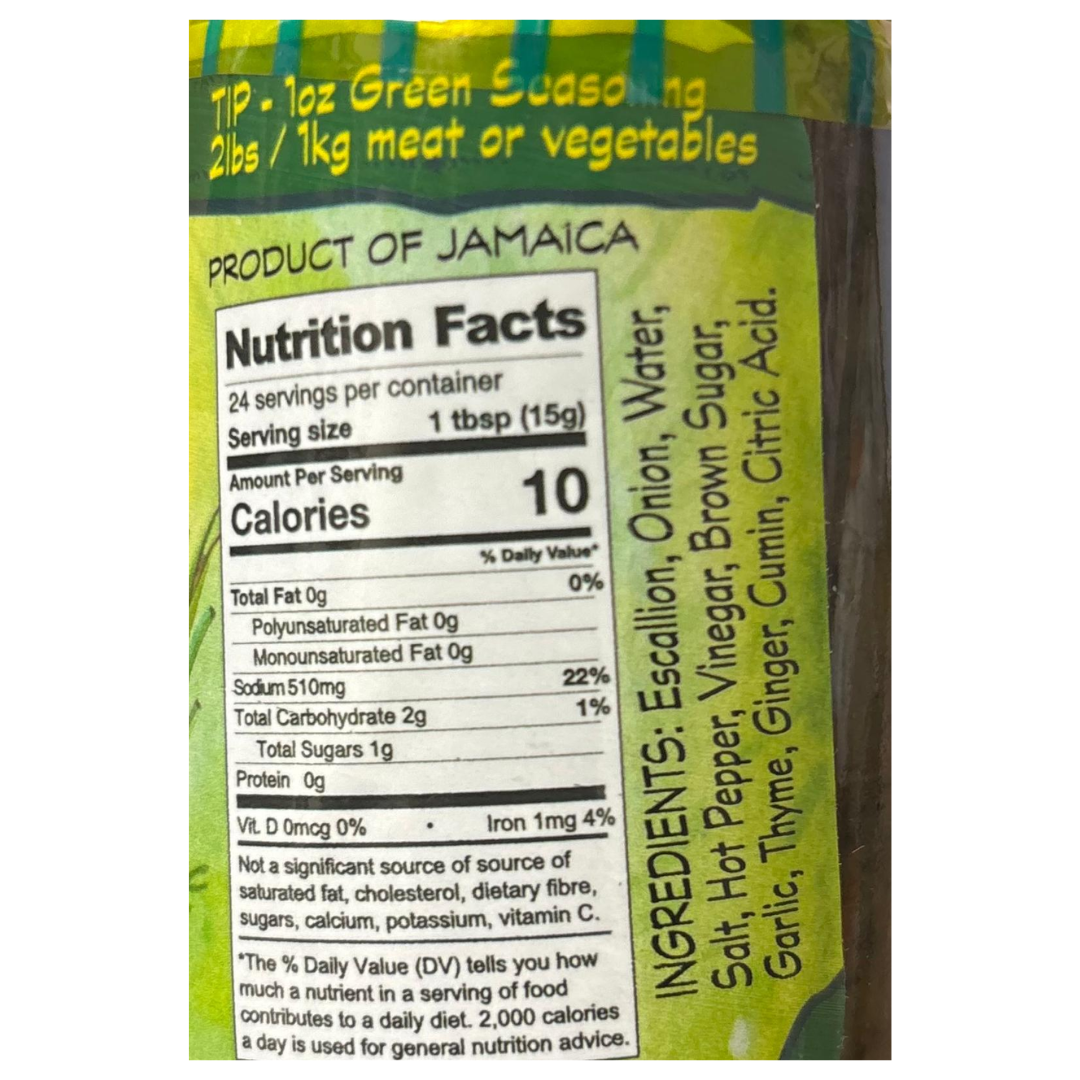 TIP - 1oz Green Seasoning
2lbs / 1kg meat or vegetables
PRODUCT OF JAMAICA
Nutrition Facts
24 servings per container
Serving size 1 tbsp (15g)
Amount Per Serving
Calories 10
% Daily Value*
Total Fat 0g 0%
Polyunsaturated Fat 0g
Monounsaturated Fat 0g
Sodium 510mg 22%
Total Carbohydrate 2g 1%
Total Sugars 1g
Protein 0g
Vit. D 0mcg 0% • Iron 1mg 4%
Not a significant source of source of
saturated fat, cholesterol, dietary fibre,
sugars, calcium, potassium, vitamin C.
*The % Daily Value (DV) tells you how
much a nutrient in a serving of food
contributes to a daily diet. 2,000 calories
a day is used for general nutrition advice.
INGREDIENTS: Escallion, Onion, Water,
Salt, Hot Pepper, Vinegar, Brown Sugar,
Garlic, Thyme, Ginger, Cumin, Citric Acid.